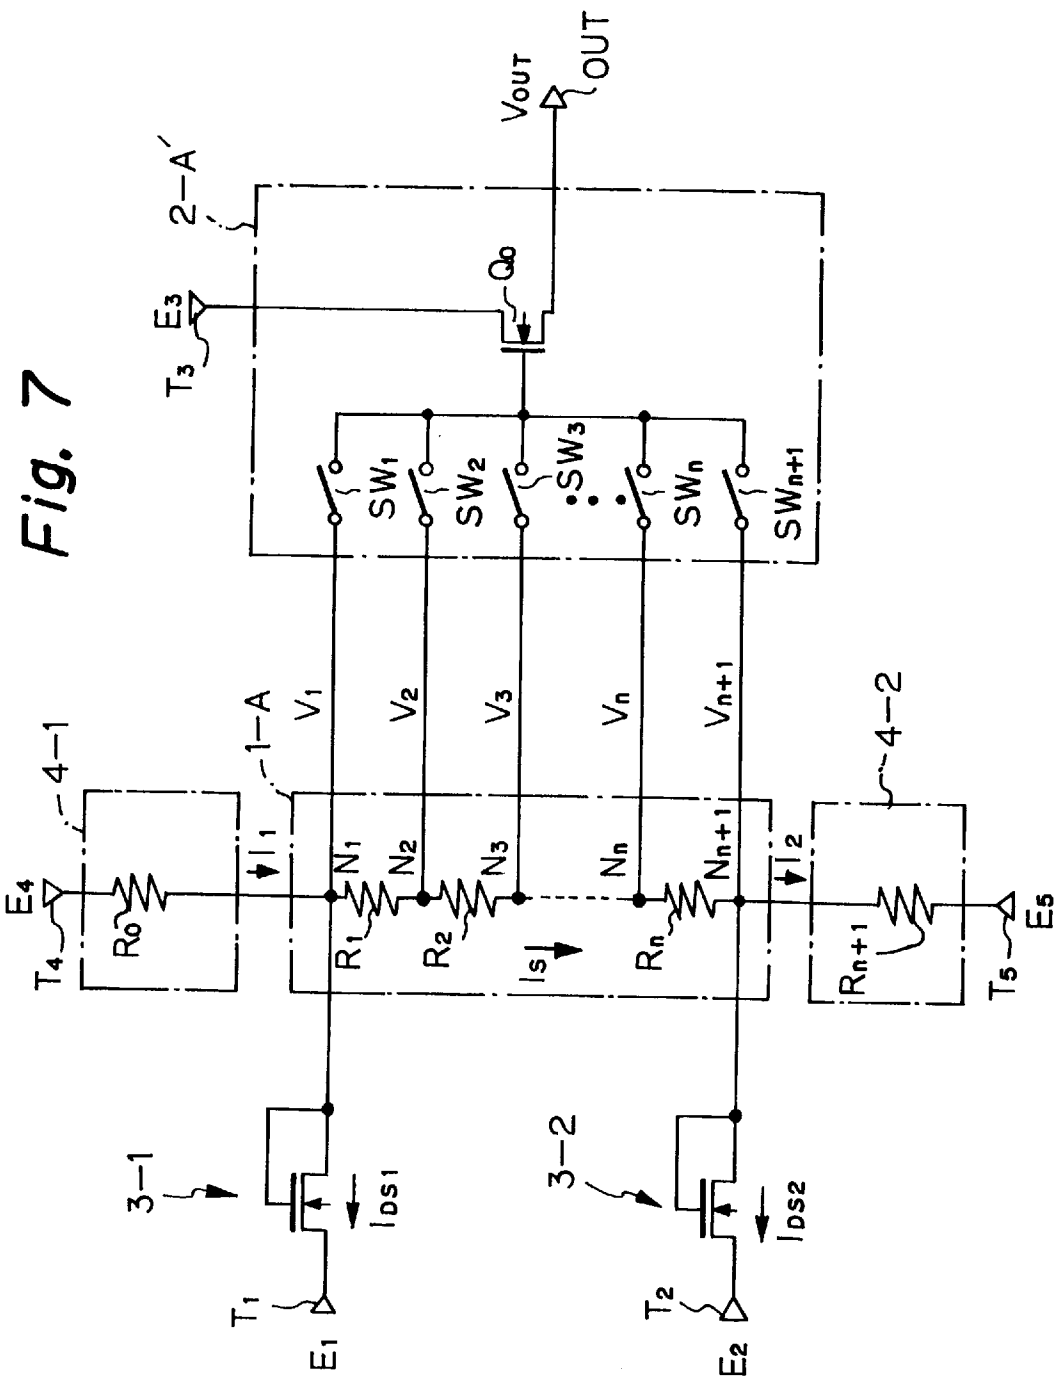 Fig. 7
E4
T4
R0
4-1
I1
1-A
E3
T3
2-A'
E1
T1
3-1
IDS1
N1
R1
N2
R2
N3
IS
Nn
Rn
Nn+1
V1
V2
V3
Vn
Vn+1
SW1
SW2
SW3
SWn
SWn+1
Q0
VOUT
OUT
E2
T2
3-2
IDS2
I2
4-2
Rn+1
T5
E5